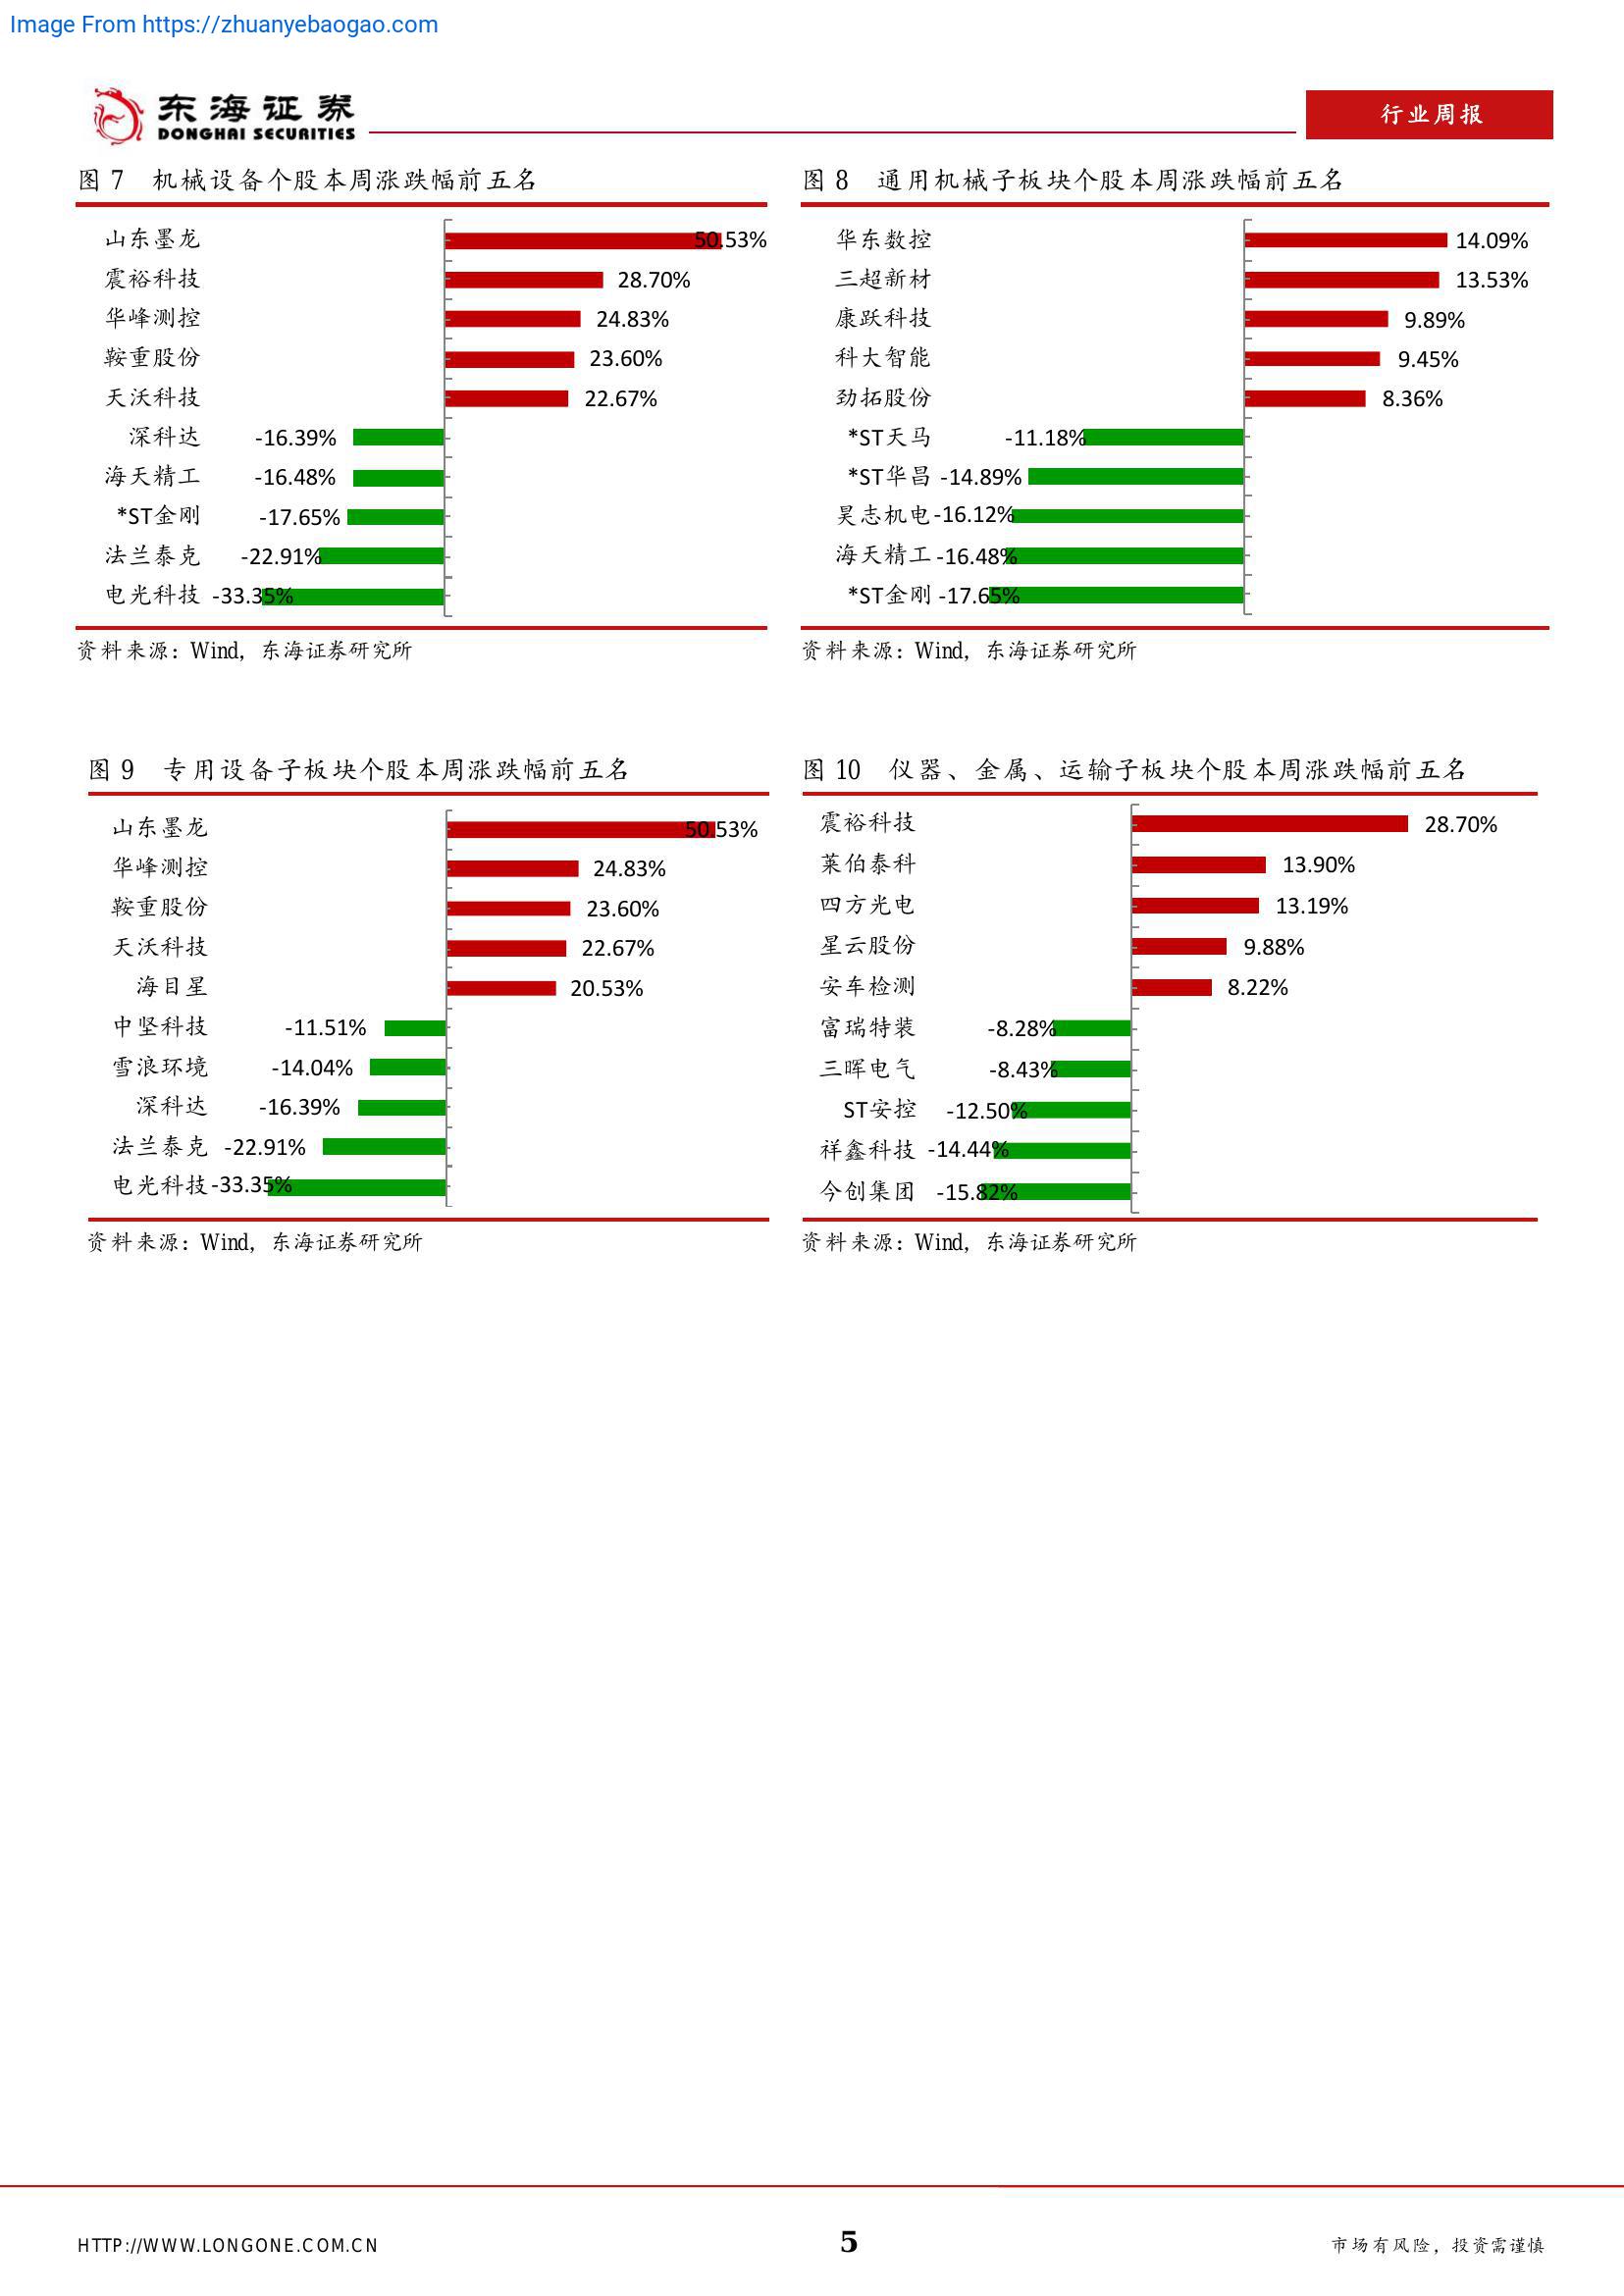 Image From https://zhuanyebaogao.com
东海证券
DONGHAI SECURITIES
行业周报
图 7 机械设备个股本周涨跌幅前五名
山东墨龙 50.53%
震裕科技 28.70%
华峰测控 24.83%
鞍重股份 23.60%
天沃科技 22.67%
深科达 -16.39%
海天精工 -16.48%
*ST金刚 -17.65%
法兰泰克 -22.91%
电光科技 -33.35%
资料来源：Wind，东海证券研究所
图 8 通用机械子板块个股本周涨跌幅前五名
华东数控 14.09%
三超新材 13.53%
康跃科技 9.89%
科大智能 9.45%
劲拓股份 8.36%
*ST天马 -11.18%
*ST华昌 -14.89%
昊志机电 -16.12%
海天精工 -16.48%
*ST金刚 -17.65%
资料来源：Wind，东海证券研究所
图 9 专用设备子板块个股本周涨跌幅前五名
山东墨龙 50.53%
华峰测控 24.83%
鞍重股份 23.60%
天沃科技 22.67%
海目星 20.53%
中坚科技 -11.51%
雪浪环境 -14.04%
深科达 -16.39%
法兰泰克 -22.91%
电光科技 -33.35%
资料来源：Wind，东海证券研究所
图 10 仪器、金属、运输子板块个股本周涨跌幅前五名
震裕科技 28.70%
莱伯泰科 13.90%
四方光电 13.19%
星云股份 9.88%
安车检测 8.22%
富瑞特装 -8.28%
三晖电气 -8.43%
ST安控 -12.50%
祥鑫科技 -14.44%
今创集团 -15.82%
资料来源：Wind，东海证券研究所
HTTP://WWW.LONGONE.COM.CN
5
市场有风险，投资需谨慎